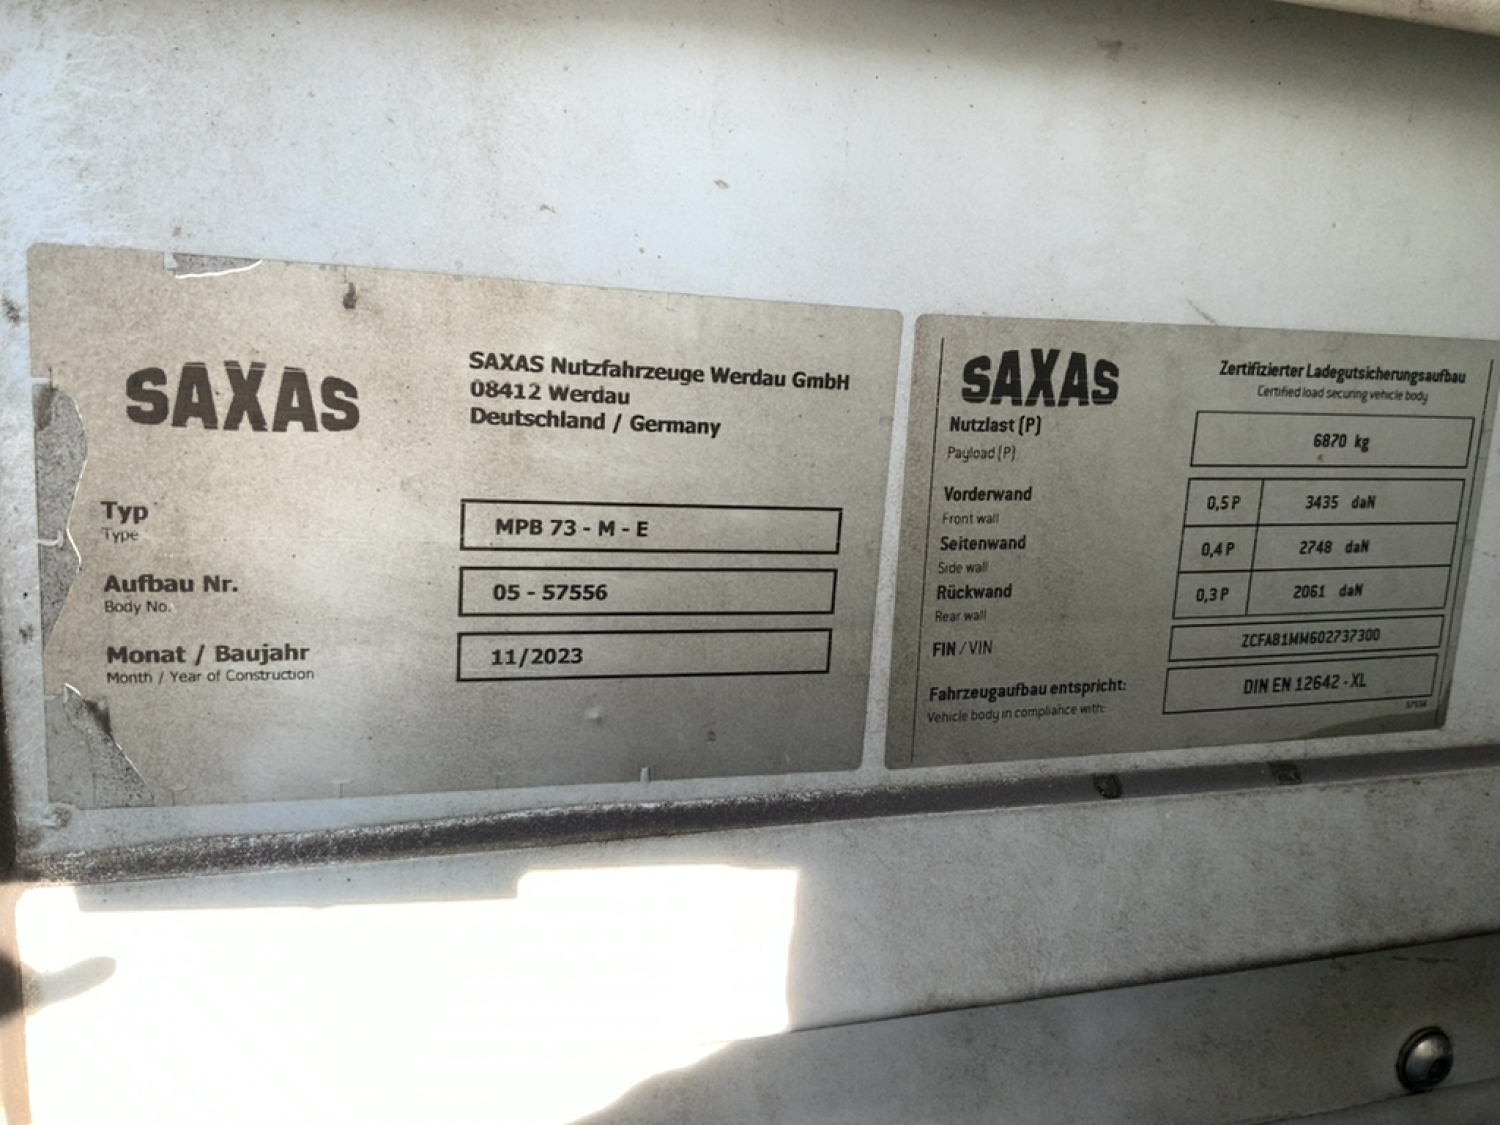 SAXAS
SAXAS Nutzfahrzeuge Werdau GmbH
08412 Werdau
Deutschland / Germany
Typ
Type
MPB 73 - M - E
Aufbau Nr.
Body No.
05 - 57556
Monat / Baujahr
Month / Year of Construction
11/2023
SAXAS
Zertifizierter Ladegutsicherungsaufbau
Certified load securing vehicle body
Nutzlast (P)
Payload (P)
6870 kg
Vorderwand
Front wall
0,5 P 3435 daN
Seitenwand
Side wall
0,4 P 2748 daN
Rückwand
Rear wall
0,3 P 2061 daN
FIN / VIN
ZCFA81MM602737300
Fahrzeugaufbau entspricht:
Vehicle body in compliance with:
DIN EN 12642 - XL
57556